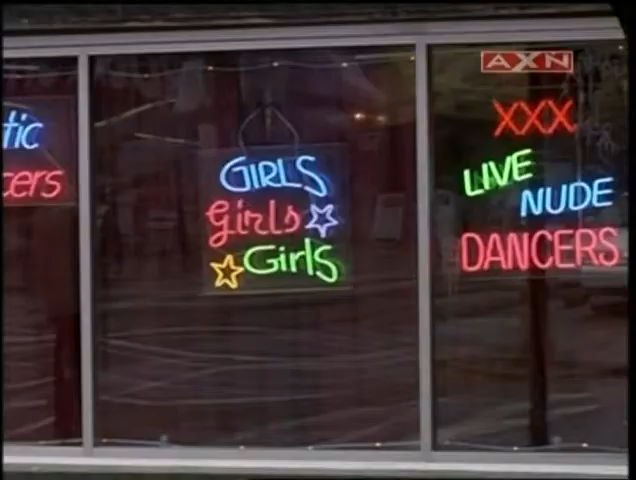 AXN
tic
cers
GIRLS
Girls
Girls
XXX
LIVE
NUDE
DANCERS